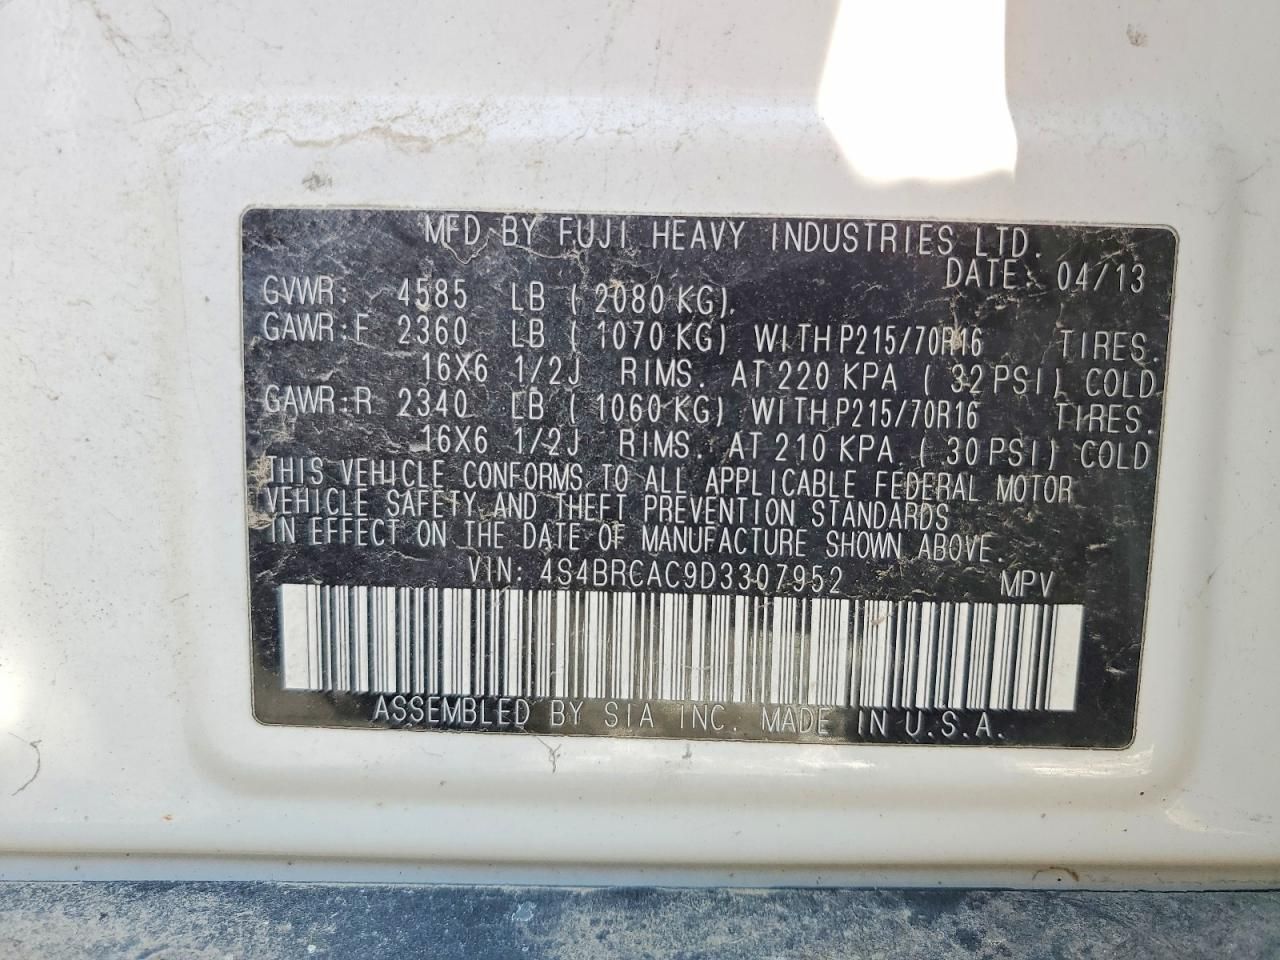 MFD BY FUJI HEAVY INDUSTRIES LTD.
DATE: 04/13
GVWR: 4585 LB ( 2080 KG).
GAWR:F 2360 LB ( 1070 KG) WITH P215/70R16 TIRES.
16X6 1/2J RIMS. AT 220 KPA ( 32 PSI) COLD
GAWR:R 2340 LB ( 1060 KG) WITH P215/70R16 TIRES.
16X6 1/2J RIMS. AT 210 KPA ( 30 PSI) COLD
THIS VEHICLE CONFORMS TO ALL APPLICABLE FEDERAL MOTOR
VEHICLE SAFETY AND THEFT PREVENTION STANDARDS
IN EFFECT ON THE DATE OF MANUFACTURE SHOWN ABOVE.
VIN: 4S4BRCAC9D3307952 MPV
ASSEMBLED BY SIA INC. MADE IN U.S.A.